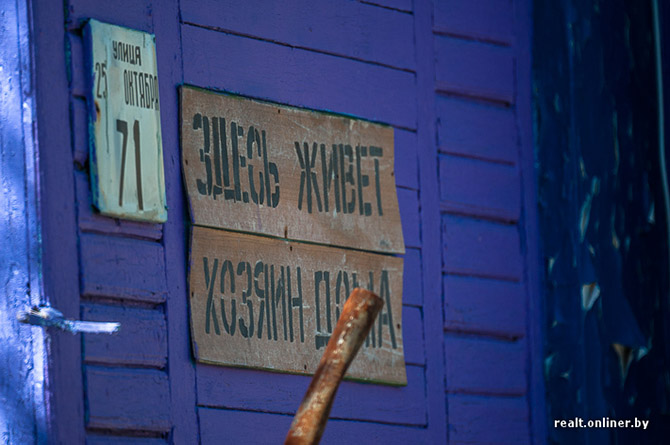 УЛИЦА
25 ОКТЯБРЯ
71
ЗДЕСЬ ЖИВЕТ
ХОЗЯИН ДОМА
realt.onliner.by